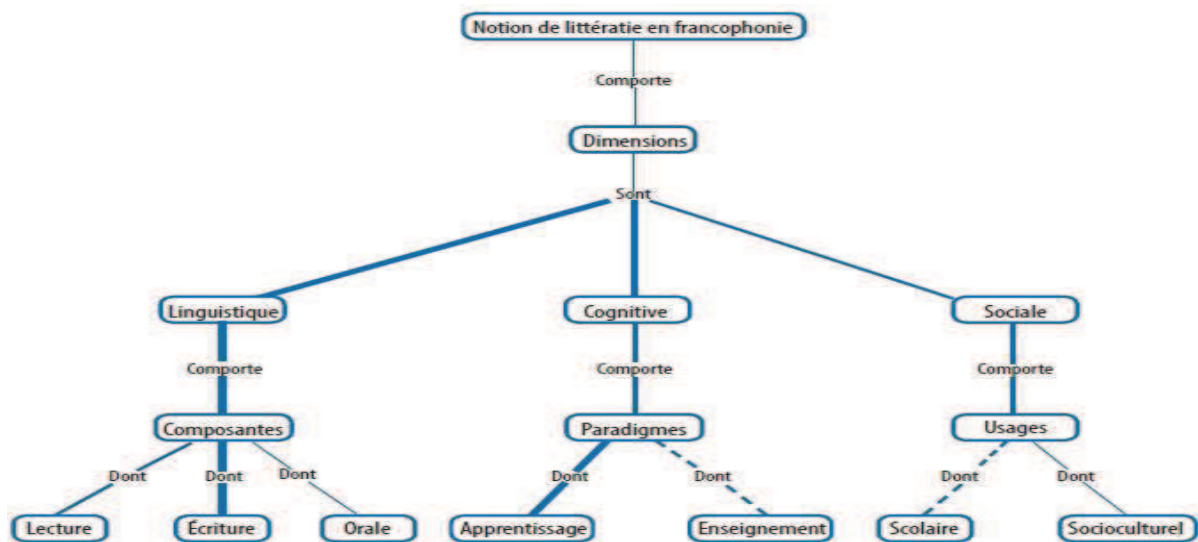 Notion de littératie en francophonie
Comporte
Dimensions
Sont
Linguistique
Cognitive
Sociale
Comporte
Comporte
Comporte
Composantes
Paradigmes
Usages
Dont
Dont
Dont
Dont
Dont
Dont
Dont
Lecture
Écriture
Orale
Apprentissage
Enseignement
Scolaire
Socioculturel